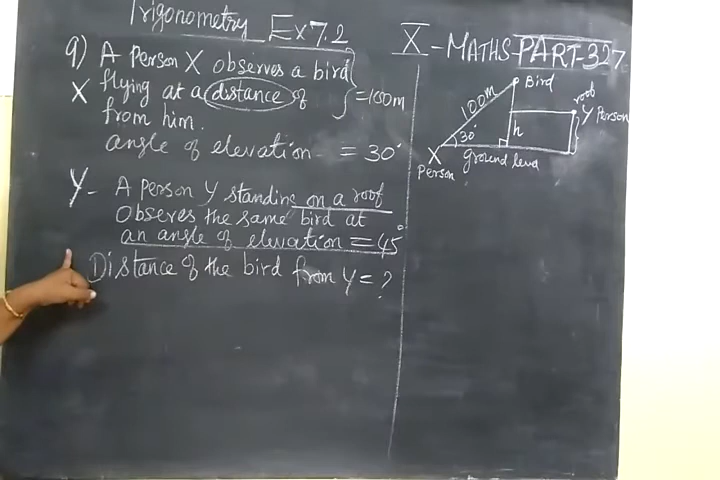 Trigonometry Ex 7.2
X - MATHS PART-327
9) A Person X observes a bird
X flying at a distance of = 100m
from him.
angle of elevation = 30°
Y - A person Y standing on a roof
Obseves the same bird at
an angle of elevation = 45°
Distance of the bird from Y = ?
Bird
100m
roof
Y Person
30°
h
X
Person
ground level